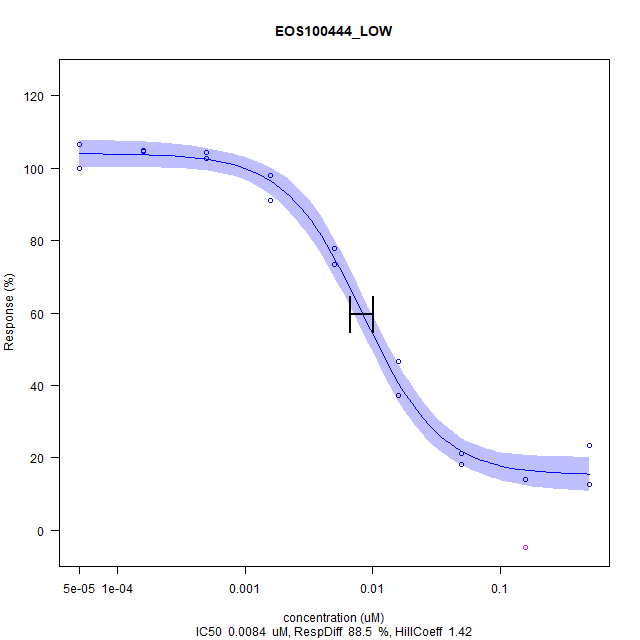 EOS100444_LOW
Response (%)
120
100
80
60
40
20
0
5e-05 1e-04 0.001 0.01 0.1
concentration (uM)
IC50 0.0084 uM, RespDiff 88.5 %, HillCoeff 1.42